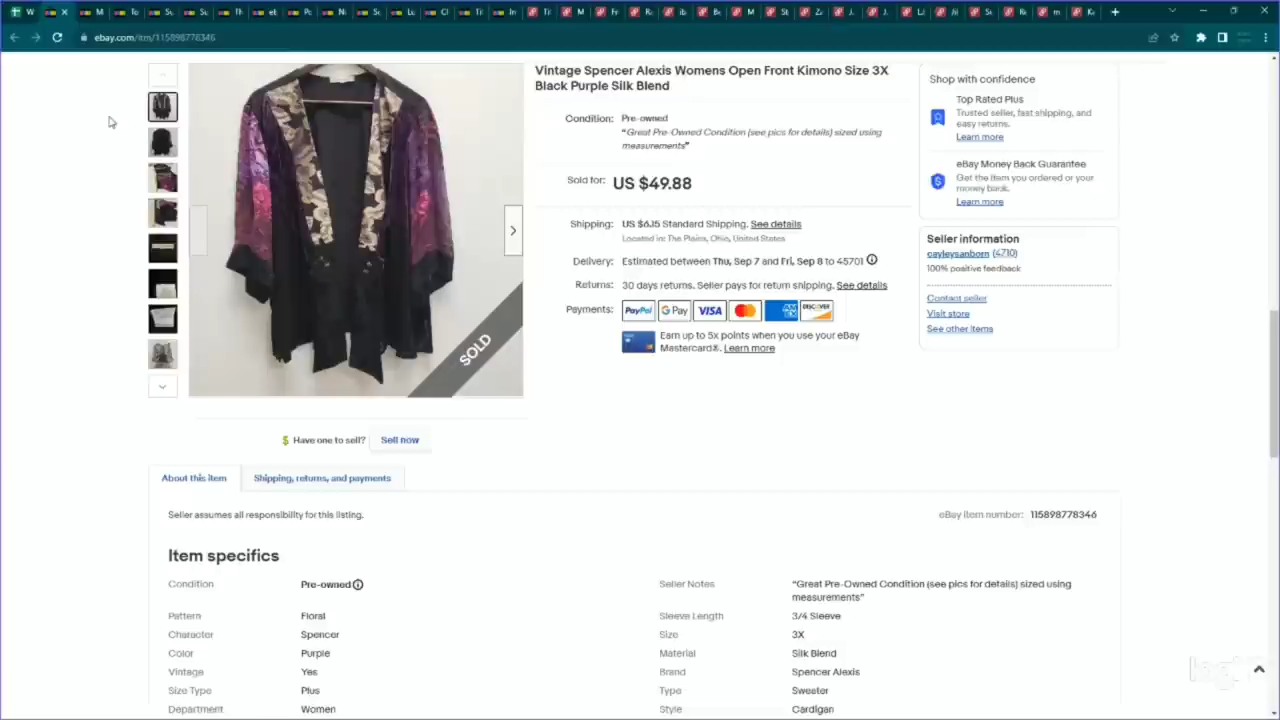 ebay.com/itm/115898778346
Vintage Spencer Alexis Womens Open Front Kimono Size 3X
Black Purple Silk Blend
Condition: Pre-owned
"Great Pre-Owned Condition (see pics for details) sized using
measurements"
Sold for: US $49.88
Shipping: US $6.15 Standard Shipping. See details
Located in: The Plains, Ohio, United States
Delivery: Estimated between Thu, Sep 7 and Fri, Sep 8 to 45701
Returns: 30 days returns. Seller pays for return shipping. See details
Payments: PayPal G Pay VISA DISCOVER
Earn up to 5x points when you use your eBay
Mastercard®. Learn more
SOLD
Shop with confidence
Top Rated Plus
Trusted seller, fast shipping, and
easy returns.
Learn more
eBay Money Back Guarantee
Get the item you ordered or your
money back.
Learn more
Seller information
cayleysanborn (4710)
100% positive feedback
Contact seller
Visit store
See other items
$ Have one to sell? Sell now
About this item Shipping, returns, and payments
Seller assumes all responsibility for this listing.
eBay item number: 115898778346
Item specifics
Condition Pre-owned
Seller Notes "Great Pre-Owned Condition (see pics for details) sized using
measurements"
Pattern Floral Sleeve Length 3/4 Sleeve
Character Spencer Size 3X
Color Purple Material Silk Blend
Vintage Yes Brand Spencer Alexis
Size Type Plus Type Sweater
Department Women Style Cardigan